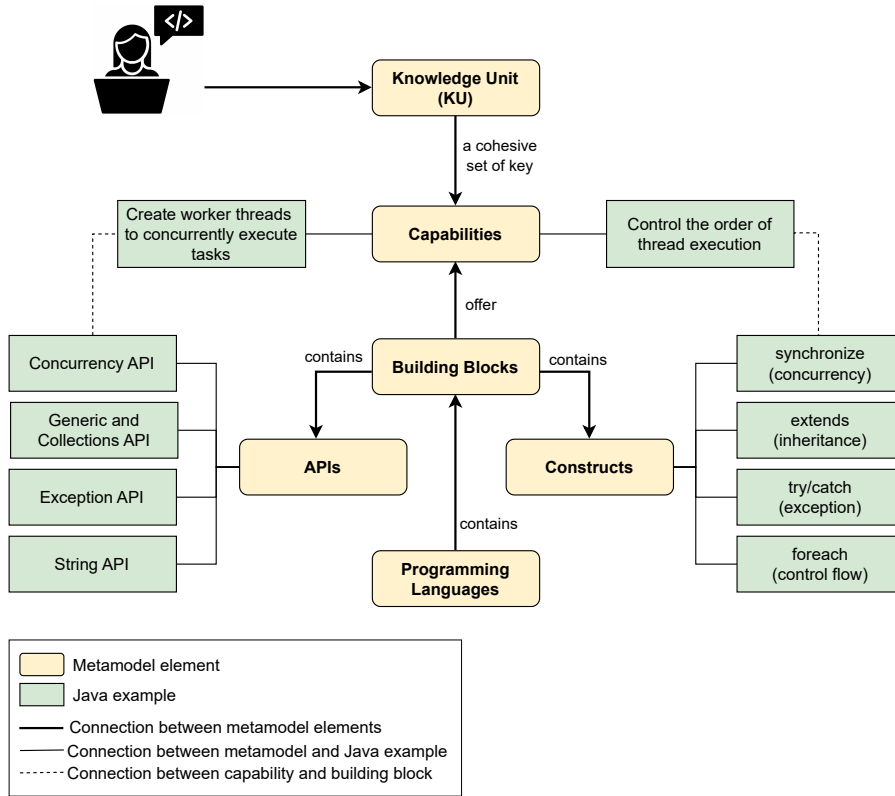 </>
Knowledge Unit
(KU)
a cohesive
set of key
Create worker threads
to concurrently execute
tasks
Capabilities
Control the order of
thread execution
offer
Concurrency API
contains
Building Blocks
contains
synchronize
(concurrency)
Generic and
Collections API
extends
(inheritance)
APIs
Constructs
Exception API
try/catch
(exception)
contains
String API
Programming
Languages
foreach
(control flow)
Metamodel element
Java example
Connection between metamodel elements
Connection between metamodel and Java example
Connection between capability and building block